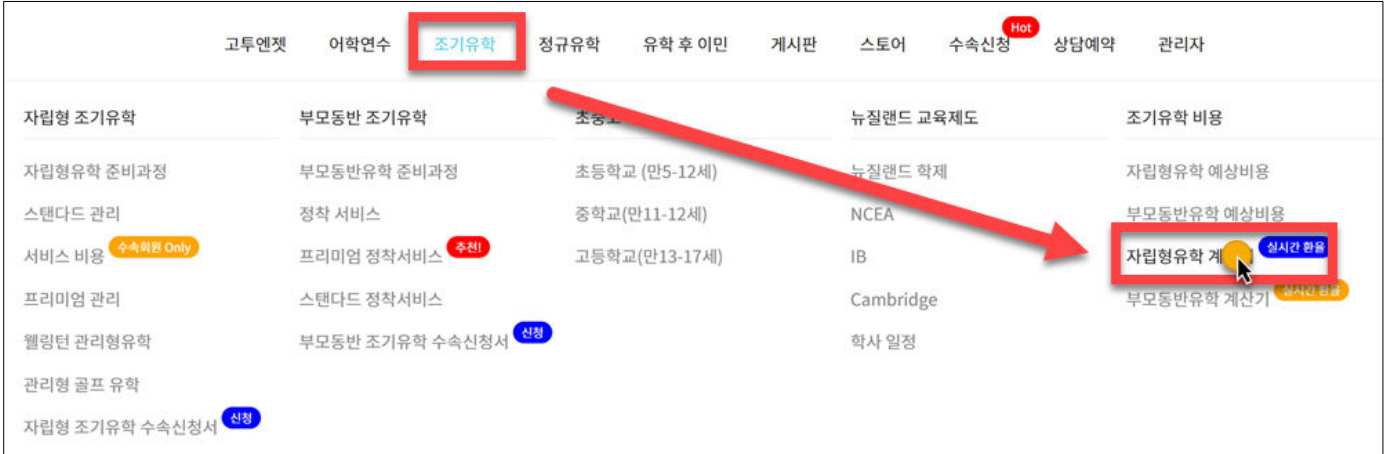 Hot
고투엔젯 어학연수 조기유학 정규유학 유학 후 이민 게시판 스토어 수속신청 상담예약 관리자
자립형 조기유학
자립형유학 준비과정
스탠다드 관리
서비스 비용 수속회원 Only
프리미엄 관리
웰링턴 관리형유학
관리형 골프 유학
자립형 조기유학 수속신청서 신청
부모동반 조기유학
부모동반유학 준비과정
정착 서비스
프리미엄 정착서비스 추천!
스탠다드 정착서비스
부모동반 조기유학 수속신청서 신청
초등학교 (만5-12세)
중학교(만11-12세)
고등학교(만13-17세)
뉴질랜드 교육제도
뉴질랜드 학제
NCEA
IB
Cambridge
학사 일정
조기유학 비용
자립형유학 예상비용
부모동반유학 예상비용
자립형유학 실시간 환율
부모동반유학 계산기 실시간 환율